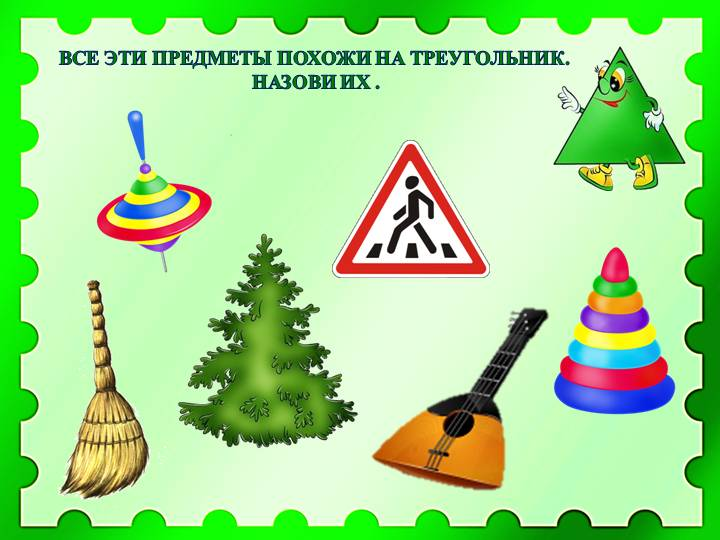 ВСЕ ЭТИ ПРЕДМЕТЫ ПОХОЖИ НА ТРЕУГОЛЬНИК.
НАЗОВИ ИХ .